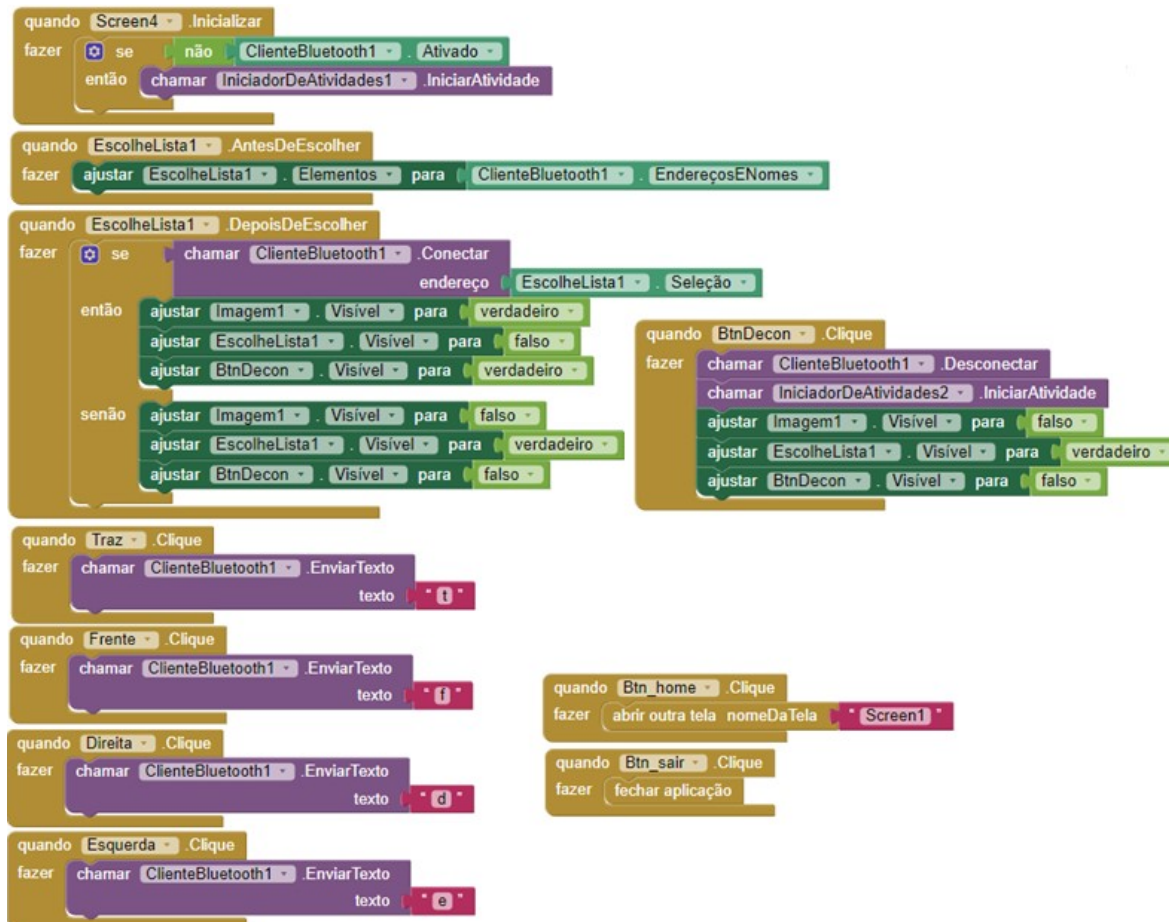 quando Screen4 .Inicializar
fazer se não ClienteBluetooth1 . Ativado
então chamar IniciadorDeAtividades1 .IniciarAtividade
quando EscolheLista1 .AntesDeEscolher
fazer ajustar EscolheLista1 . Elementos para ClienteBluetooth1 . EndereçosENomes
quando EscolheLista1 .DepoisDeEscolher
fazer se chamar ClienteBluetooth1 .Conectar
endereço EscolheLista1 . Seleção
então ajustar Imagem1 . Visível para verdadeiro
ajustar EscolheLista1 . Visível para falso
ajustar BtnDecon . Visível para verdadeiro
senão ajustar Imagem1 . Visível para falso
ajustar EscolheLista1 . Visível para verdadeiro
ajustar BtnDecon . Visível para falso
quando BtnDecon .Clique
fazer chamar ClienteBluetooth1 .Desconectar
chamar IniciadorDeAtividades2 .IniciarAtividade
ajustar Imagem1 . Visível para falso
ajustar EscolheLista1 . Visível para verdadeiro
ajustar BtnDecon . Visível para falso
quando Traz .Clique
fazer chamar ClienteBluetooth1 .EnviarTexto
texto " t "
quando Frente .Clique
fazer chamar ClienteBluetooth1 .EnviarTexto
texto " f "
quando Direita .Clique
fazer chamar ClienteBluetooth1 .EnviarTexto
texto " d "
quando Esquerda .Clique
fazer chamar ClienteBluetooth1 .EnviarTexto
texto " e "
quando Btn_home .Clique
fazer abrir outra tela nomeDaTela " Screen1 "
quando Btn_sair .Clique
fazer fechar aplicação